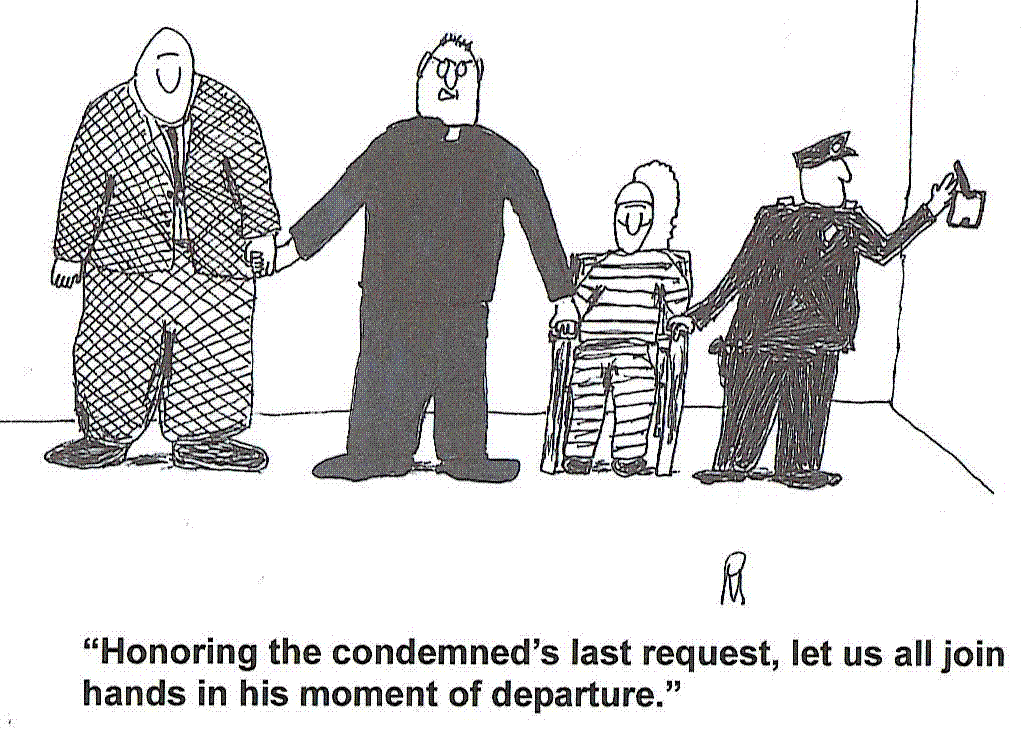 “Honoring the condemned’s last request, let us all join
hands in his moment of departure.”